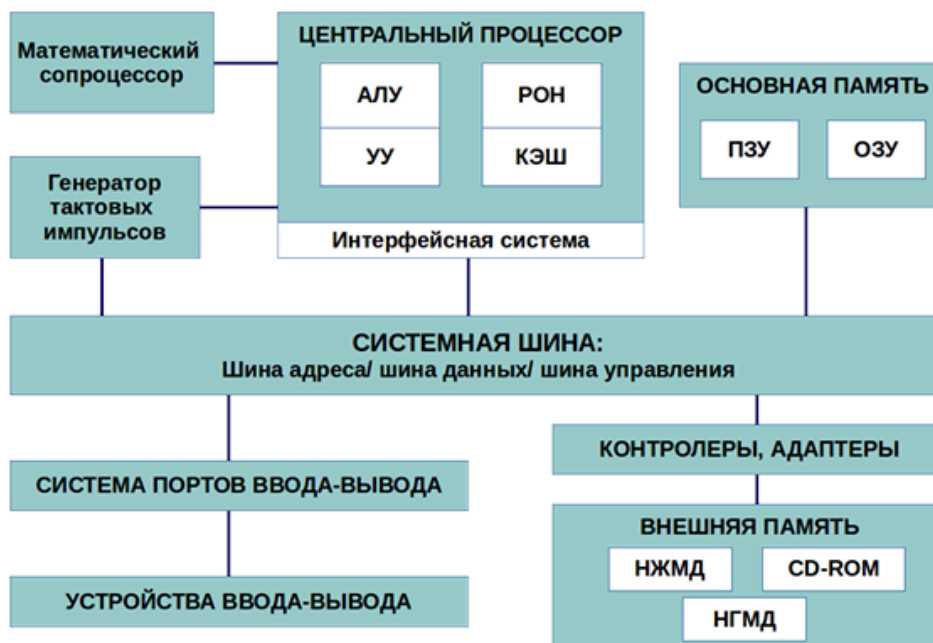 Математический
сопроцессор
ЦЕНТРАЛЬНЫЙ ПРОЦЕССОР
АЛУ
РОН
УУ
КЭШ
Интерфейсная система
ОСНОВНАЯ ПАМЯТЬ
ПЗУ
ОЗУ
Генератор
тактовых
импульсов
СИСТЕМНАЯ ШИНА:
Шина адреса/ шина данных/ шина управления
СИСТЕМА ПОРТОВ ВВОДА-ВЫВОДА
УСТРОЙСТВА ВВОДА-ВЫВОДА
КОНТРОЛЕРЫ, АДАПТЕРЫ
ВНЕШНЯЯ ПАМЯТЬ
НЖМД
CD-ROM
НГМД